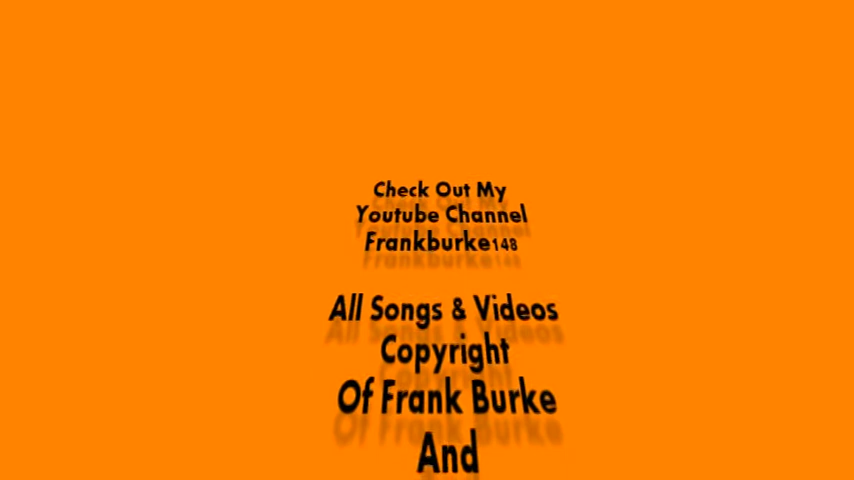 Check Out My
Youtube Channel
Frankburke148
All Songs & Videos
Copyright
Of Frank Burke
And